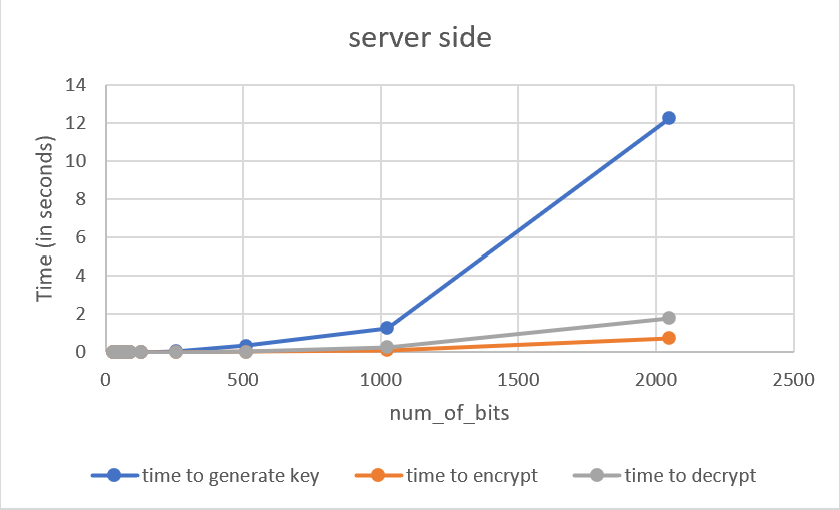 server side
Time (in seconds)
14
12
10
8
6
4
2
0
0 500 1000 1500 2000 2500
num_of_bits
time to generate key time to encrypt time to decrypt